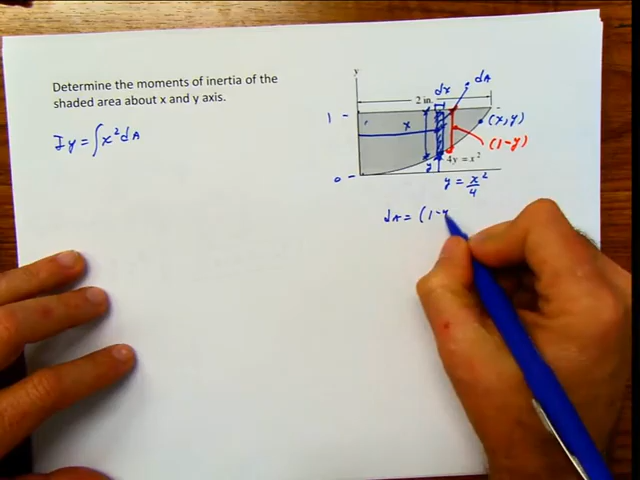 Determine the moments of inertia of the
shaded area about x and y axis.
Iy = ∫x²dA
y
dA
dx
2 in.
1
x
(x,y)
(1-y)
y
4y = x²
0
y = x²/4
dA = (1-y